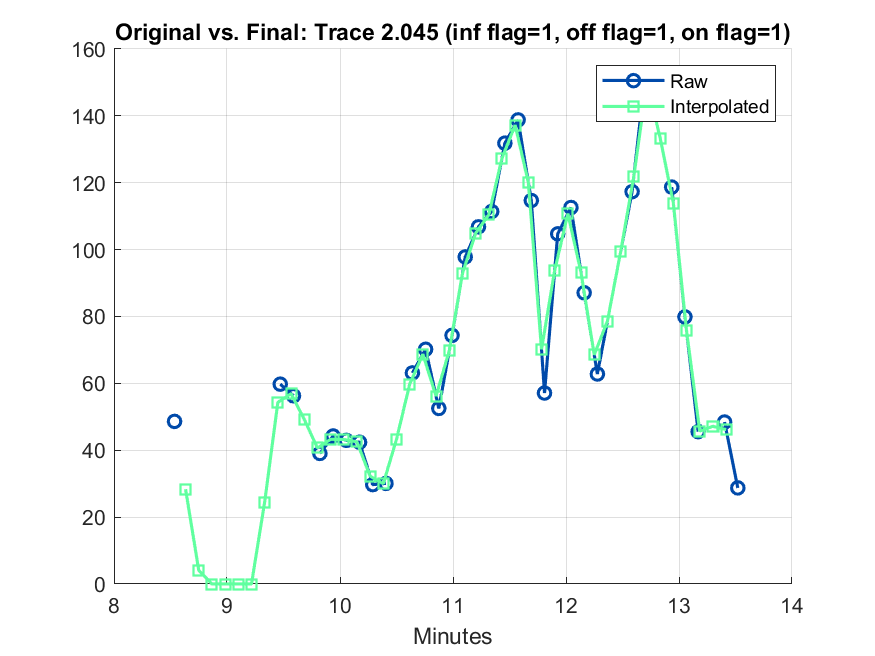 Original vs. Final: Trace 2.045 (inf flag=1, off flag=1, on flag=1)
160
140
120
100
80
60
40
20
0
Raw
Interpolated
8 9 10 11 12 13 14
Minutes